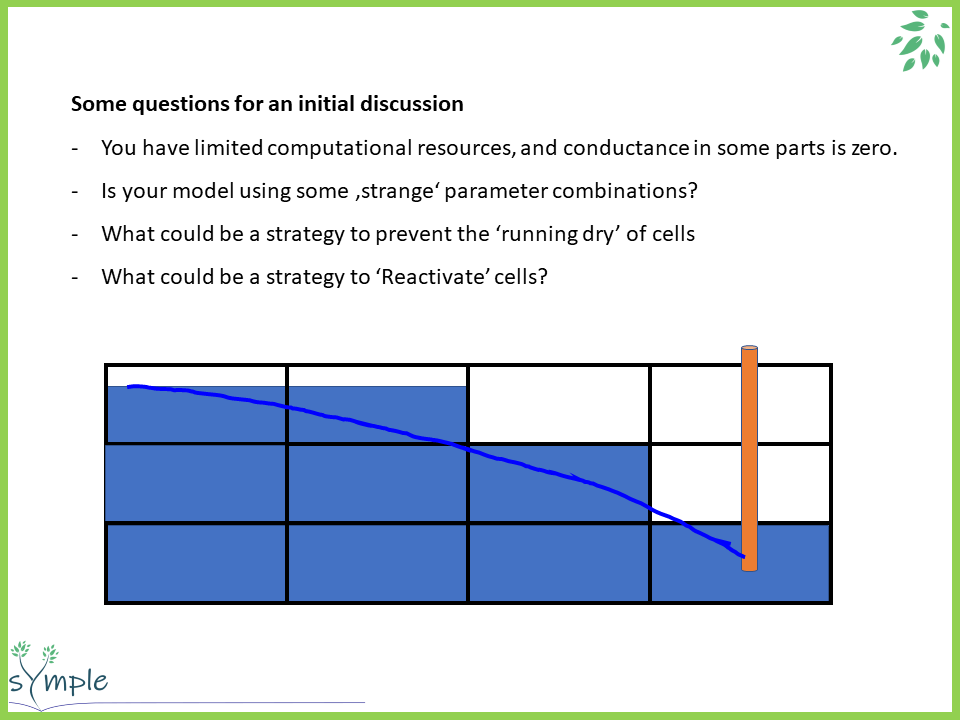 Some questions for an initial discussion
- You have limited computational resources, and conductance in some parts is zero.
- Is your model using some ‚strange‘ parameter combinations?
- What could be a strategy to prevent the ‘running dry’ of cells
- What could be a strategy to ‘Reactivate’ cells?
symple